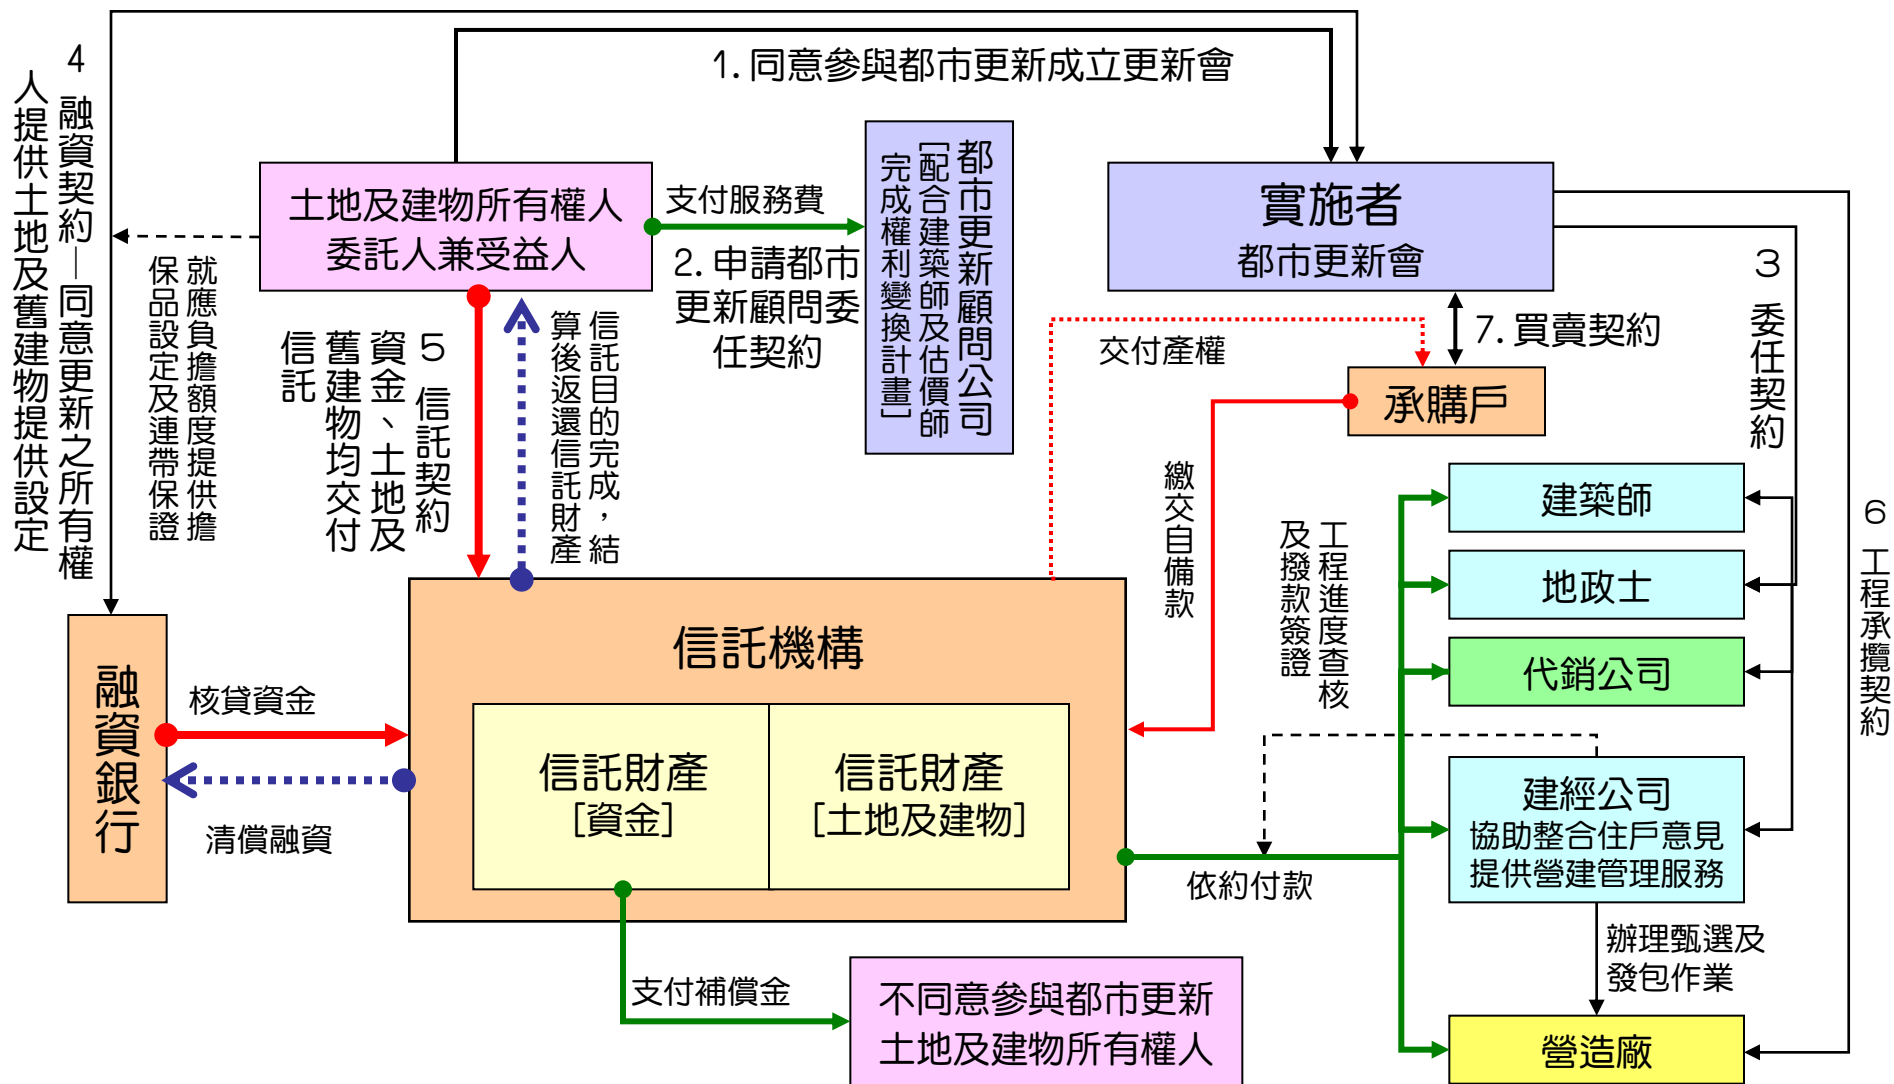 1.同意參與都市更新成立更新會
4 融資契約—同意更新之所有權
人提供土地及舊建物提供設定
土地及建物所有權人
委託人兼受益人
支付服務費
2.申請都市
更新顧問委
任契約
都市更新顧問公司
[配合建築師及估價師
完成權利變換計畫]
實施者
都市更新會
就應負擔額度提供擔
保品設定及連帶保證
5 信託契約
資金、土地及
舊建物均交付
信託
信託目的完成，結
算後返還信託財產
交付產權
7.買賣契約
承購戶
3 委任契約
6 工程承攬契約
繳交自備款
工程進度查核
及撥款簽證
建築師
地政士
代銷公司
建經公司
協助整合住戶意見
提供營建管理服務
信託機構
信託財產
[資金]
信託財產
[土地及建物]
融資銀行
核貸資金
清償融資
依約付款
辦理甄選及
發包作業
支付補償金
不同意參與都市更新
土地及建物所有權人
營造廠